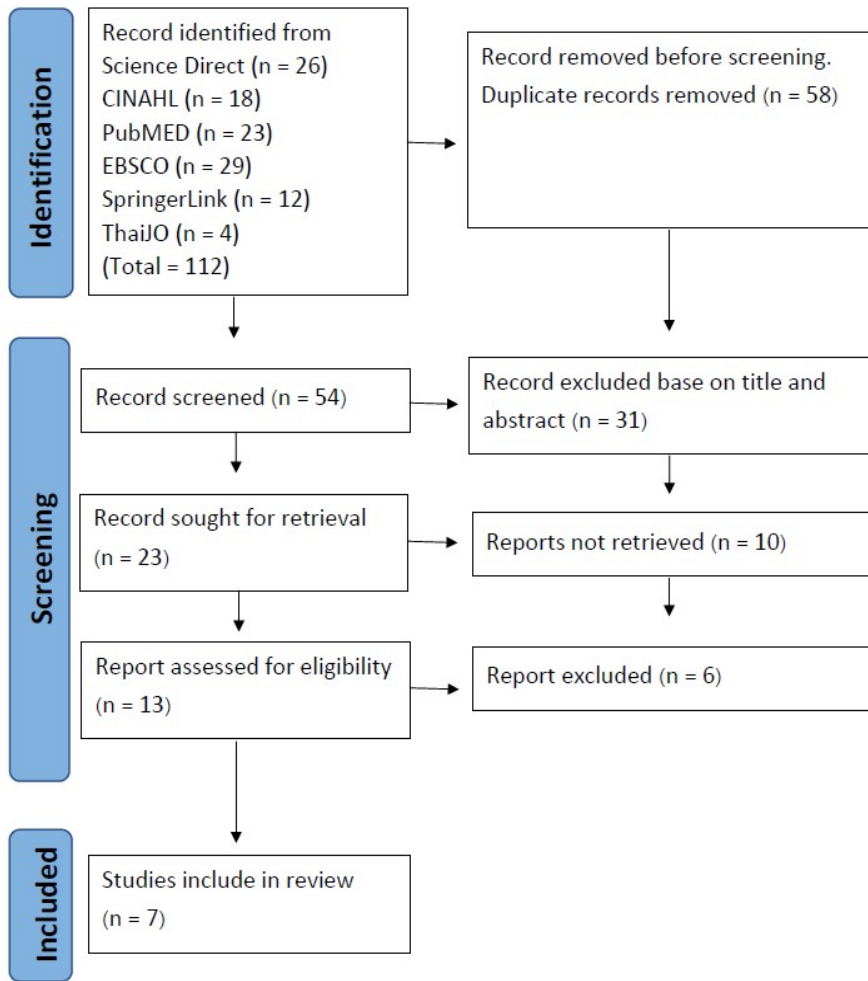 Identification
Record identified from
Science Direct (n = 26)
CINAHL (n = 18)
PubMED (n = 23)
EBSCO (n = 29)
SpringerLink (n = 12)
ThaiJO (n = 4)
(Total = 112)
Record removed before screening.
Duplicate records removed (n = 58)
Screening
Record screened (n = 54)
Record excluded base on title and
abstract (n = 31)
Record sought for retrieval
(n = 23)
Reports not retrieved (n = 10)
Report assessed for eligibility
(n = 13)
Report excluded (n = 6)
Included
Studies include in review
(n = 7)